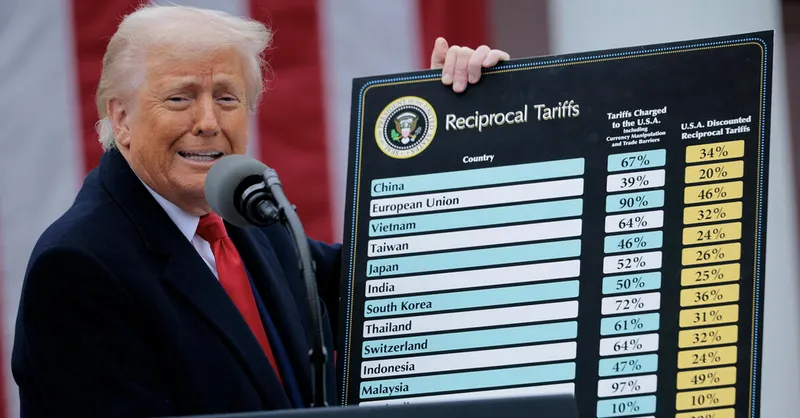 Reciprocal Tariffs
Country
Tariffs Charged
to the U.S.A.
Including
Currency Manipulation
and Trade Barriers
U.S.A. Discounted
Reciprocal Tariffs
China 67% 34%
European Union 39% 20%
Vietnam 90% 46%
Taiwan 64% 32%
Japan 46% 24%
India 52% 26%
South Korea 50% 25%
Thailand 72% 36%
Switzerland 61% 31%
Indonesia 64% 32%
Malaysia 47% 24%
97% 49%
10% 10%